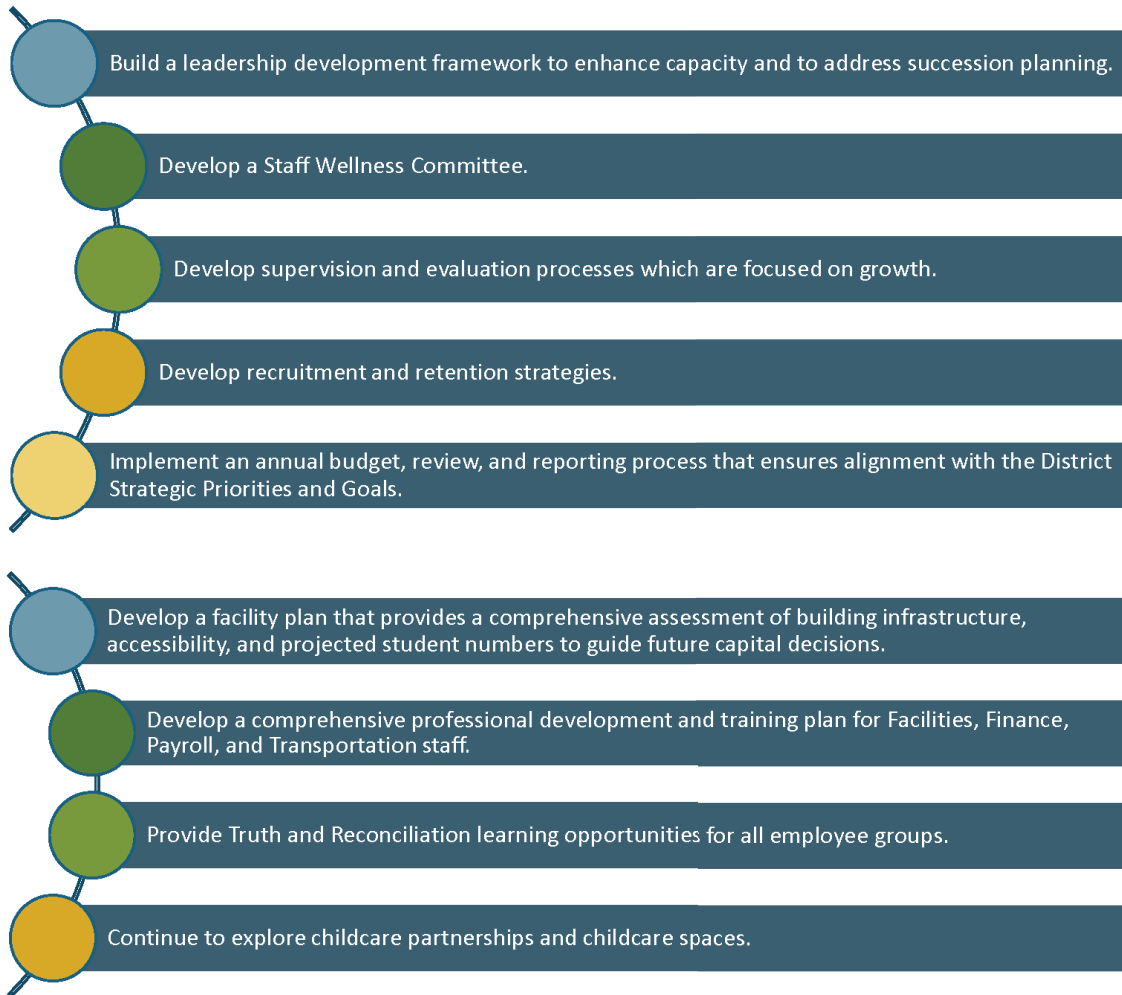 Build a leadership development framework to enhance capacity and to address succession planning.
Develop a Staff Wellness Committee.
Develop supervision and evaluation processes which are focused on growth.
Develop recruitment and retention strategies.
Implement an annual budget, review, and reporting process that ensures alignment with the District
Strategic Priorities and Goals.
Develop a facility plan that provides a comprehensive assessment of building infrastructure,
accessibility, and projected student numbers to guide future capital decisions.
Develop a comprehensive professional development and training plan for Facilities, Finance,
Payroll, and Transportation staff.
Provide Truth and Reconciliation learning opportunities for all employee groups.
Continue to explore childcare partnerships and childcare spaces.